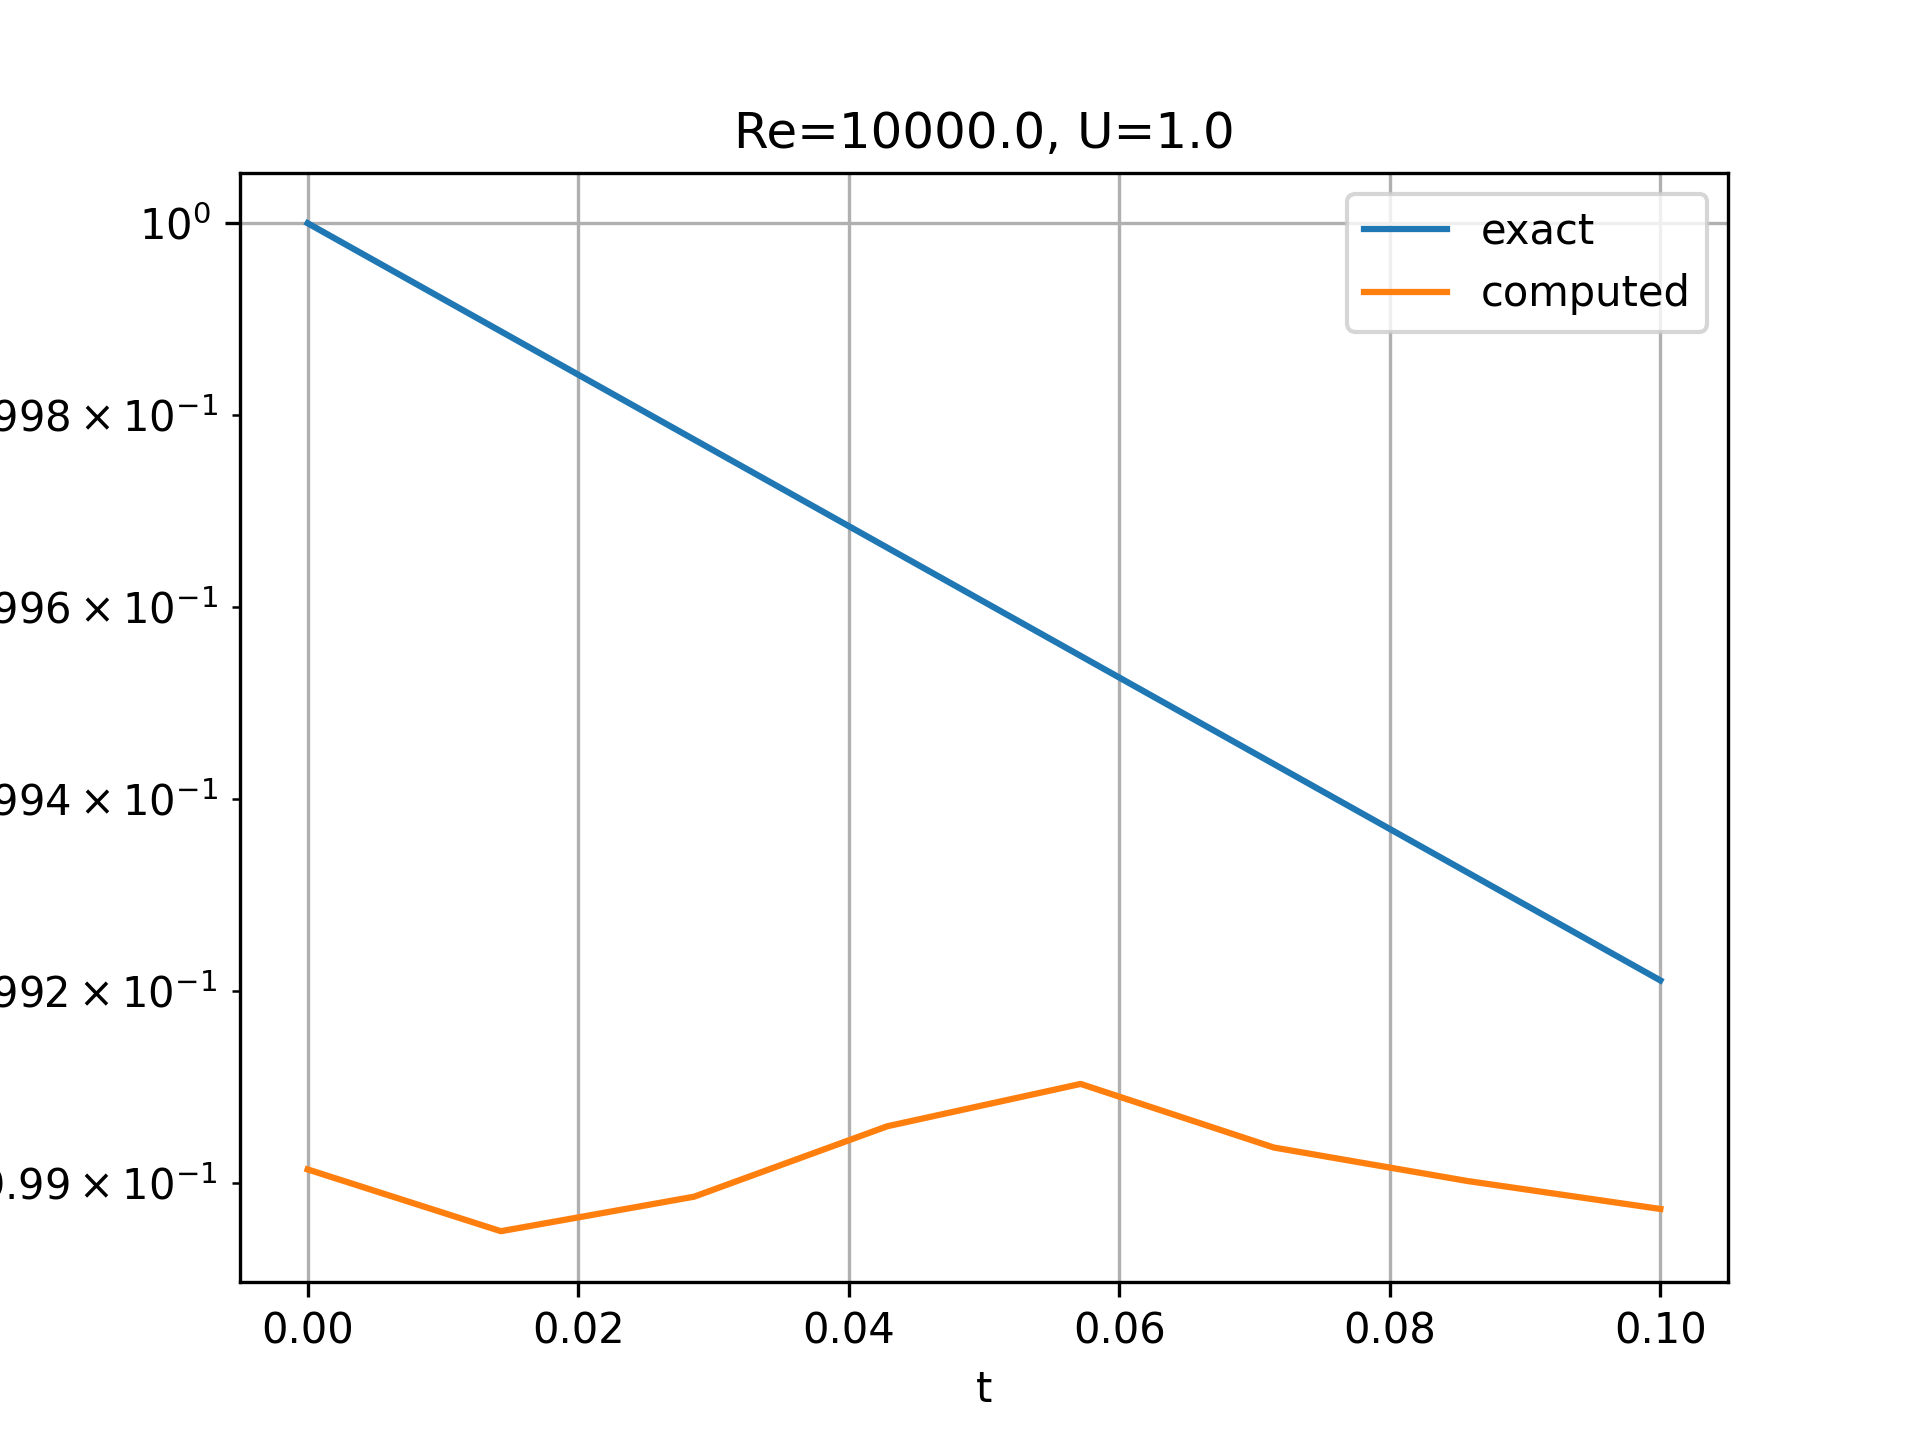 Re=10000.0, U=1.0
10⁰
exact
computed
998 × 10⁻¹
996 × 10⁻¹
994 × 10⁻¹
992 × 10⁻¹
.99 × 10⁻¹
0.00 0.02 0.04 0.06 0.08 0.10
t